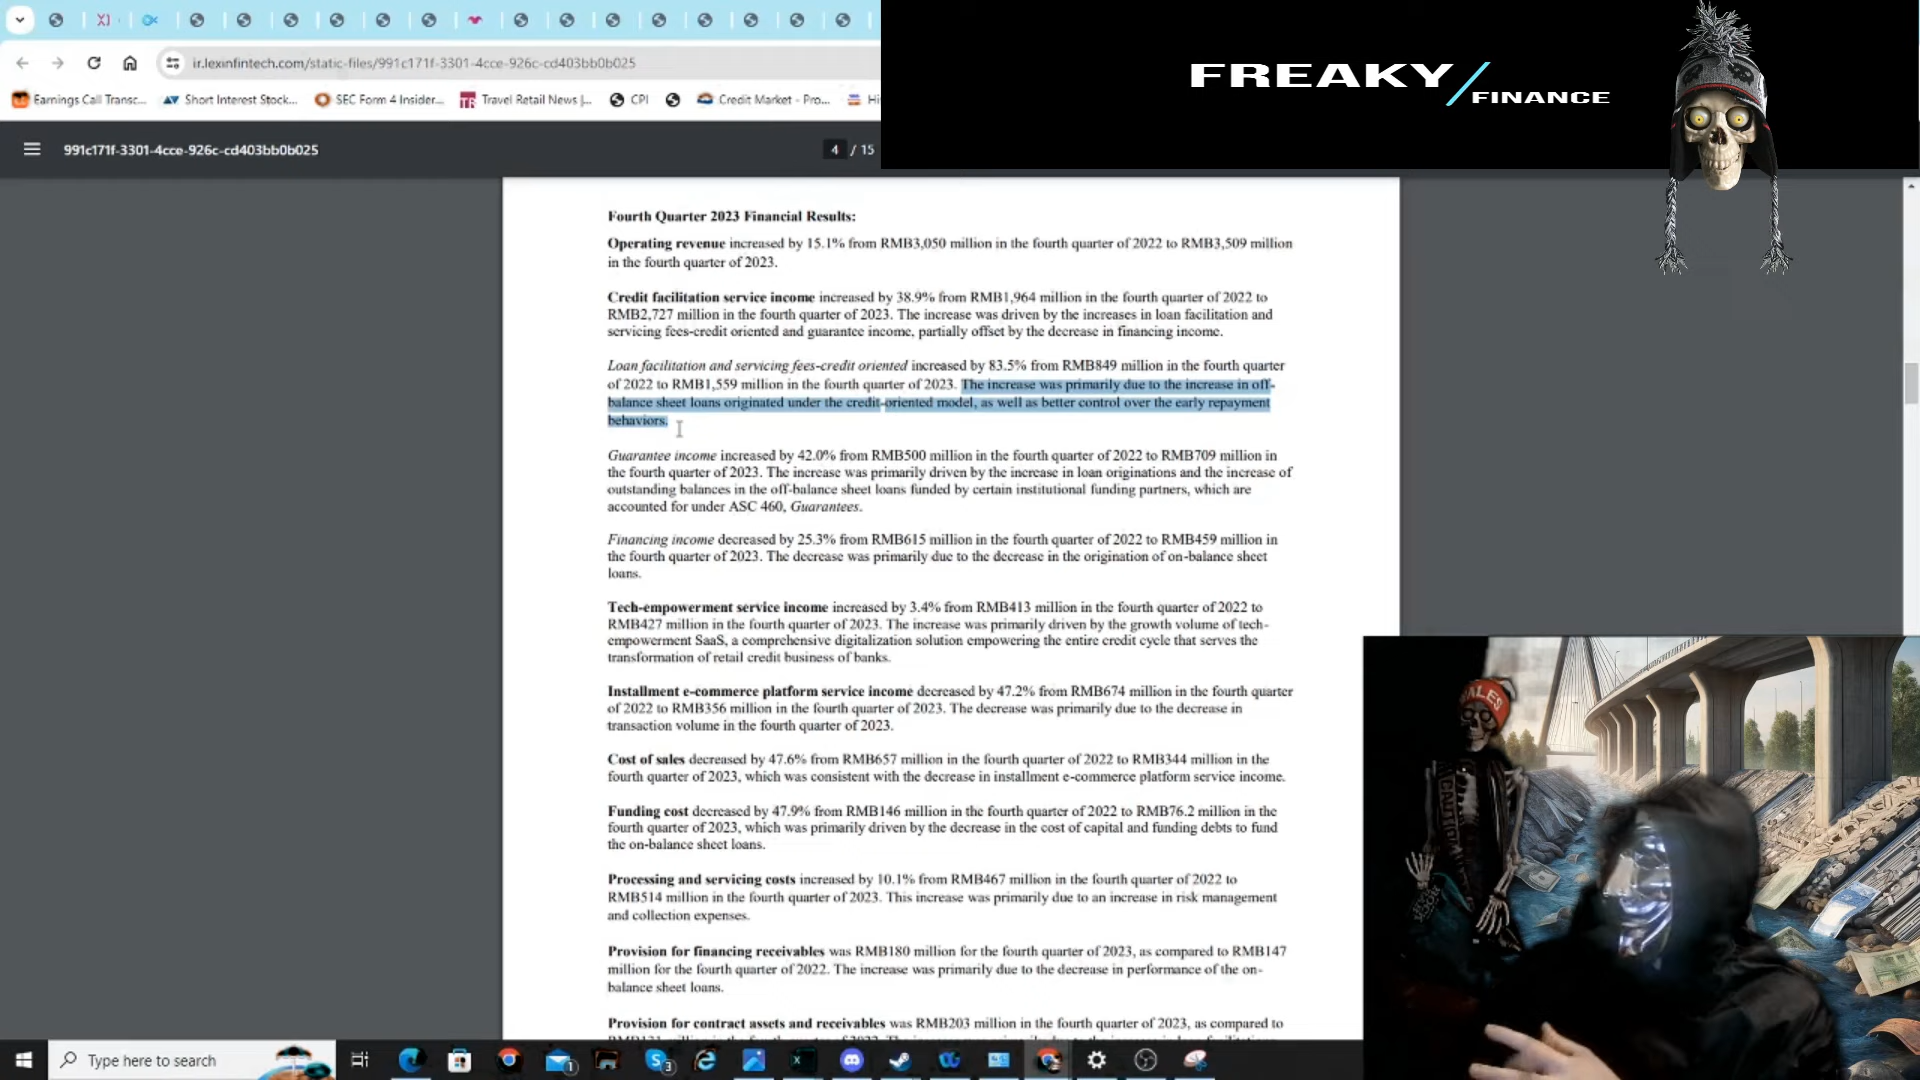 ir.lexinfintech.com/static-files/991c171f-3301-4cce-926c-cd403bb0b025
Earnings Call Transc...
Short Interest Stock...
SEC Form 4 Insider...
Travel Retail News |...
CPI
Credit Market - Pro...
FREAKY/
FINANCE
991c171f-3301-4cce-926c-cd403bb0b025
4 / 15
Fourth Quarter 2023 Financial Results:
Operating revenue increased by 15.1% from RMB3,050 million in the fourth quarter of 2022 to RMB3,509 million
in the fourth quarter of 2023.
Credit facilitation service income increased by 38.9% from RMB1,964 million in the fourth quarter of 2022 to
RMB2,727 million in the fourth quarter of 2023. The increase was driven by the increases in loan facilitation and
servicing fees-credit oriented and guarantee income, partially offset by the decrease in financing income.
Loan facilitation and servicing fees-credit oriented increased by 83.5% from RMB849 million in the fourth quarter
of 2022 to RMB1,559 million in the fourth quarter of 2023. The increase was primarily due to the increase in off-
balance sheet loans originated under the credit-oriented model, as well as better control over the early repayment
behaviors.
Guarantee income increased by 42.0% from RMB500 million in the fourth quarter of 2022 to RMB709 million in
the fourth quarter of 2023. The increase was primarily driven by the increase in loan originations and the increase of
outstanding balances in the off-balance sheet loans funded by certain institutional funding partners, which are
accounted for under ASC 460, Guarantees.
Financing income decreased by 25.3% from RMB615 million in the fourth quarter of 2022 to RMB459 million in
the fourth quarter of 2023. The decrease was primarily due to the decrease in the origination of on-balance sheet
loans.
Tech-empowerment service income increased by 3.4% from RMB413 million in the fourth quarter of 2022 to
RMB427 million in the fourth quarter of 2023. The increase was primarily driven by the growth volume of tech-
empowerment SaaS, a comprehensive digitalization solution empowering the entire credit cycle that serves the
transformation of retail credit business of banks.
Installment e-commerce platform service income decreased by 47.2% from RMB674 million in the fourth quarter
of 2022 to RMB356 million in the fourth quarter of 2023. The decrease was primarily due to the decrease in
transaction volume in the fourth quarter of 2023.
Cost of sales decreased by 47.6% from RMB657 million in the fourth quarter of 2022 to RMB344 million in the
fourth quarter of 2023, which was consistent with the decrease in installment e-commerce platform service income.
Funding cost decreased by 47.9% from RMB146 million in the fourth quarter of 2022 to RMB76.2 million in the
fourth quarter of 2023, which was primarily driven by the decrease in the cost of capital and funding debts to fund
the on-balance sheet loans.
Processing and servicing costs increased by 10.1% from RMB467 million in the fourth quarter of 2022 to
RMB514 million in the fourth quarter of 2023. This increase was primarily due to an increase in risk management
and collection expenses.
Provision for financing receivables was RMB180 million for the fourth quarter of 2023, as compared to RMB147
million for the fourth quarter of 2022. The increase was primarily due to the decrease in performance of the on-
balance sheet loans.
Provision for contract assets and receivables was RMB203 million in the fourth quarter of 2023, as compared to
Type here to search